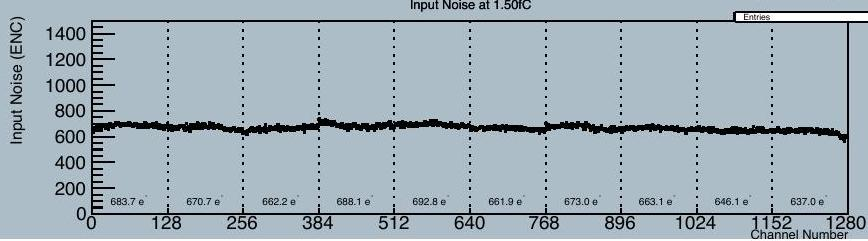 Input Noise at 1.50fC
Entries
Input Noise (ENC)
1400
1200
1000
800
600
400
200
0
683.7 e-
670.7 e-
662.2 e-
688.1 e-
692.8 e-
661.9 e-
673.0 e-
663.1 e-
646.1 e-
637.0 e-
0 128 256 384 512 640 768 896 1024 1152 1280
Channel Number